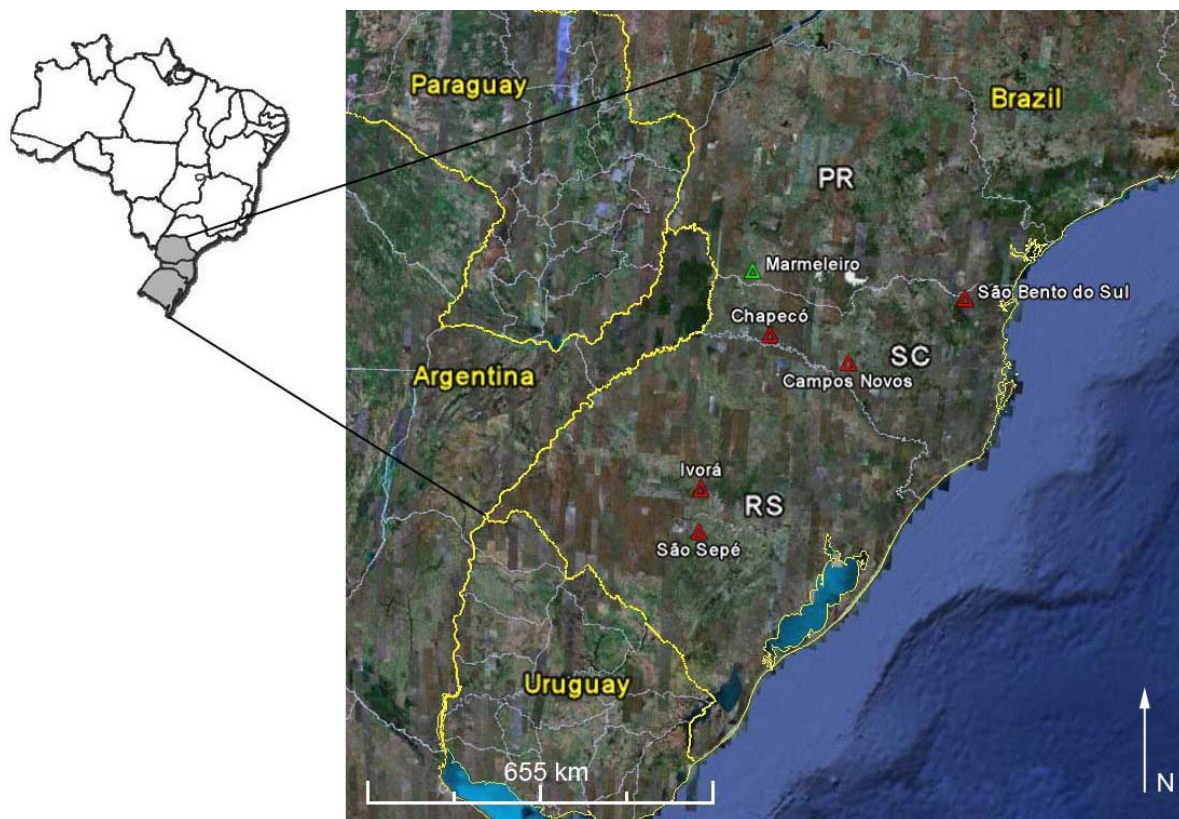 Paraguay
Brazil
PR
Marmeleiro
São Bento do Sul
Chapecó
SC
Argentina
Campos Novos
Ivorá
RS
São Sepé
Uruguay
655 km
N